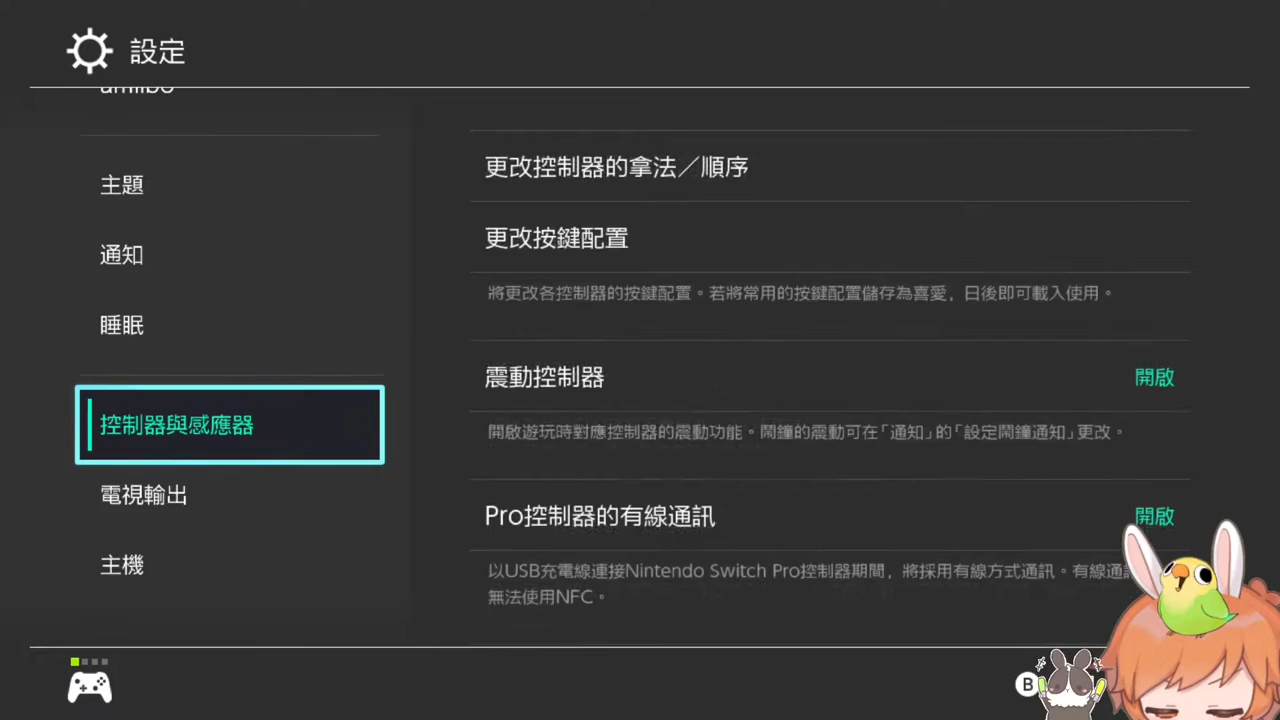 設定
amiibo
主題
通知
睡眠
控制器與感應器
電視輸出
主機
更改控制器的拿法／順序
更改按鍵配置
將更改各控制器的按鍵配置。若將常用的按鍵配置儲存為喜愛，日後即可載入使用。
震動控制器 開啟
開啟遊玩時對應控制器的震動功能。鬧鐘的震動可在「通知」的「設定鬧鐘通知」更改。
Pro控制器的有線通訊 開啟
以USB充電線連接Nintendo Switch Pro控制器期間，將採用有線方式通訊。有線通訊
無法使用NFC。
B